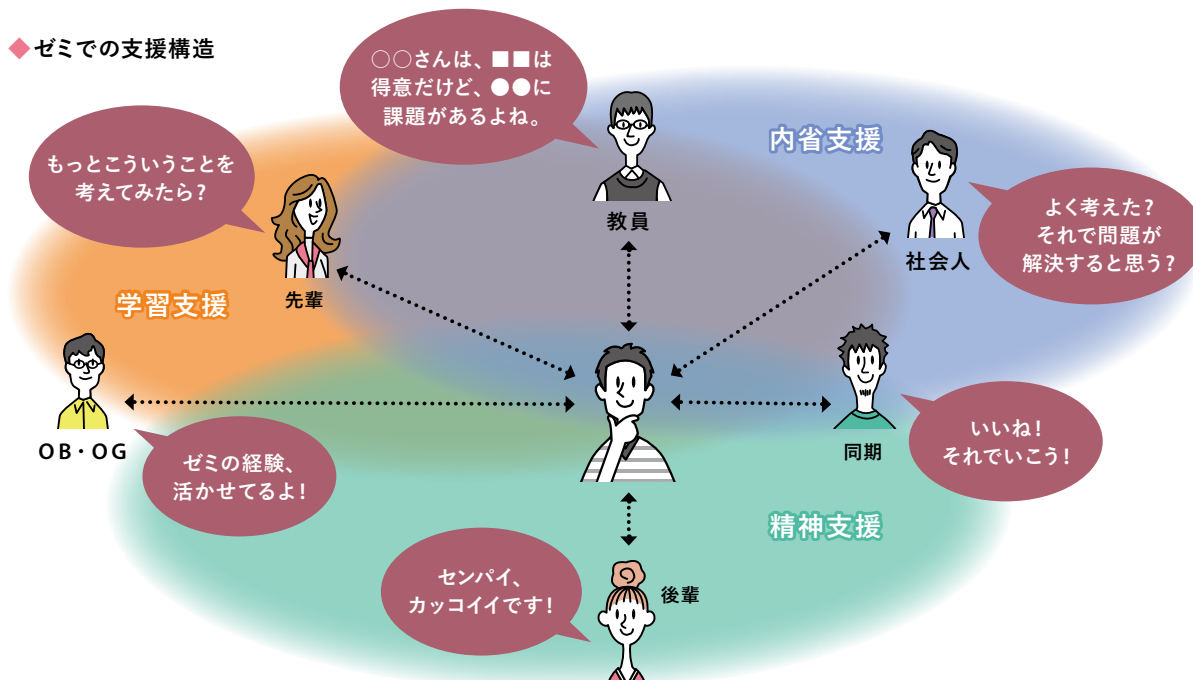 ◆ゼミでの支援構造
○○さんは、■■は
得意だけど、●●に
課題があるよね。
教員
内省支援
もっとこういうことを
考えてみたら?
先輩
学習支援
よく考えた?
それで問題が
解決すると思う?
社会人
OB・OG
ゼミの経験、
活かせてるよ!
同期
いいね!
それでいこう!
精神支援
センパイ、
カッコイイです!
後輩